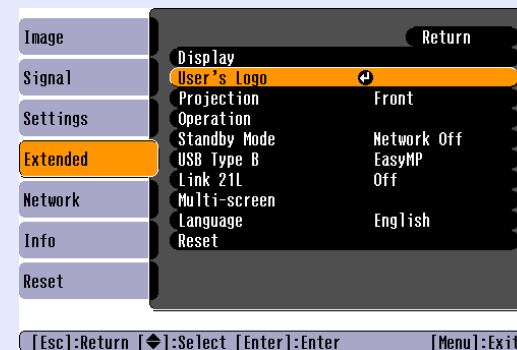 Image
Signal
Settings
Extended
Network
Info
Reset
Return
Display
User's Logo
Projection Front
Operation
Standby Mode Network Off
USB Type B EasyMP
Link 21L Off
Multi-screen
Language English
Reset
[Esc]:Return [◆]:Select [Enter]:Enter [Menu]:Exit